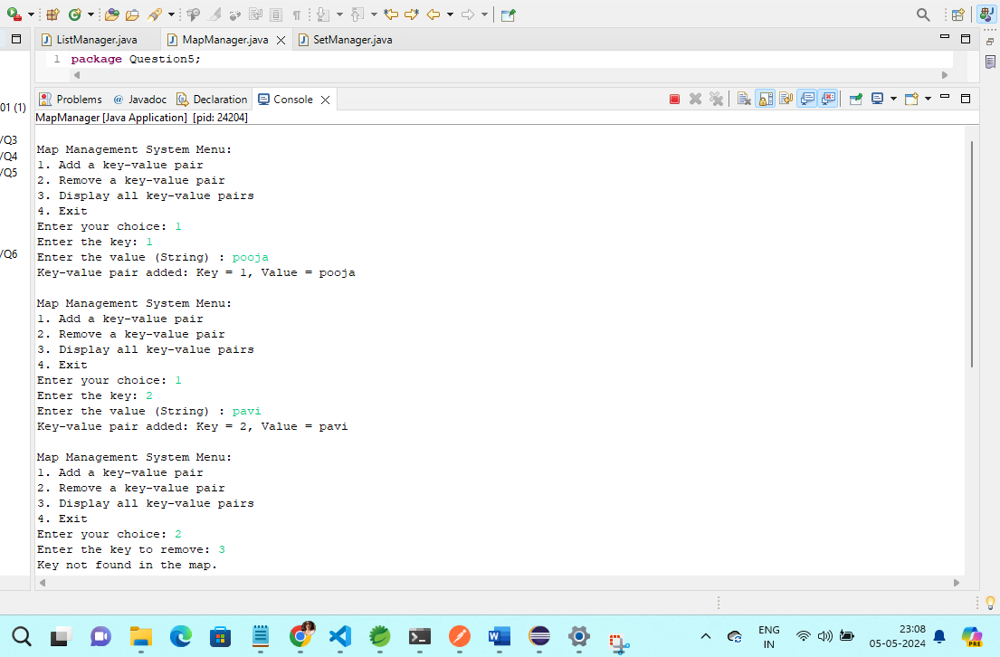 ListManager.java MapManager.java SetManager.java
1 package Question5;
01 (1)
/Q3
/Q4
/Q5
/Q6
Problems @ Javadoc Declaration Console
MapManager [Java Application] [pid: 24204]
Map Management System Menu:
1. Add a key-value pair
2. Remove a key-value pair
3. Display all key-value pairs
4. Exit
Enter your choice: 1
Enter the key: 1
Enter the value (String) : pooja
Key-value pair added: Key = 1, Value = pooja
Map Management System Menu:
1. Add a key-value pair
2. Remove a key-value pair
3. Display all key-value pairs
4. Exit
Enter your choice: 1
Enter the key: 2
Enter the value (String) : pavi
Key-value pair added: Key = 2, Value = pavi
Map Management System Menu:
1. Add a key-value pair
2. Remove a key-value pair
3. Display all key-value pairs
4. Exit
Enter your choice: 2
Enter the key to remove: 3
Key not found in the map.
ENG
IN
23:08
05-05-2024
PRE